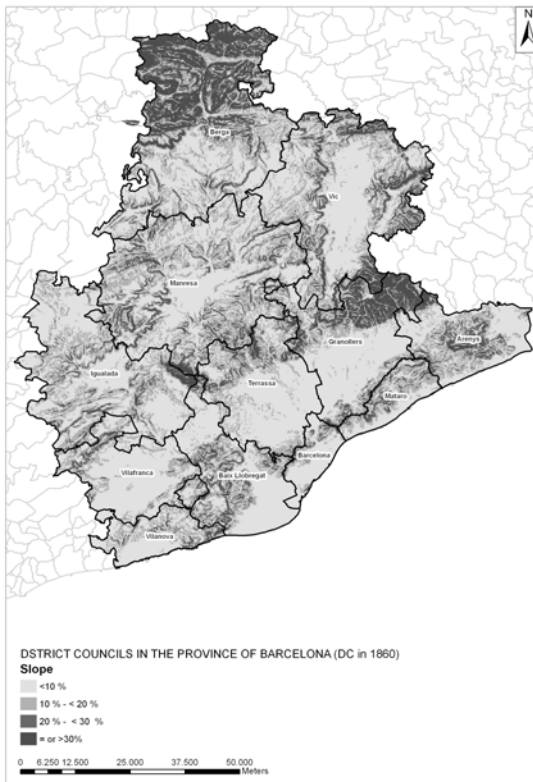 N
Berga
Vic
Manresa
Arenys
Granollers
Igualada
Terrassa
Mataro
Barcelona
Vilafranca
Baix Llobregat
Vilanova
DSTRICT COUNCILS IN THE PROVINCE OF BARCELONA (DC in 1860)
Slope
<10 %
10 % - < 20 %
20 % - < 30 %
= or >30%
0 6.250 12.500 25.000 37.500 50.000
Meters